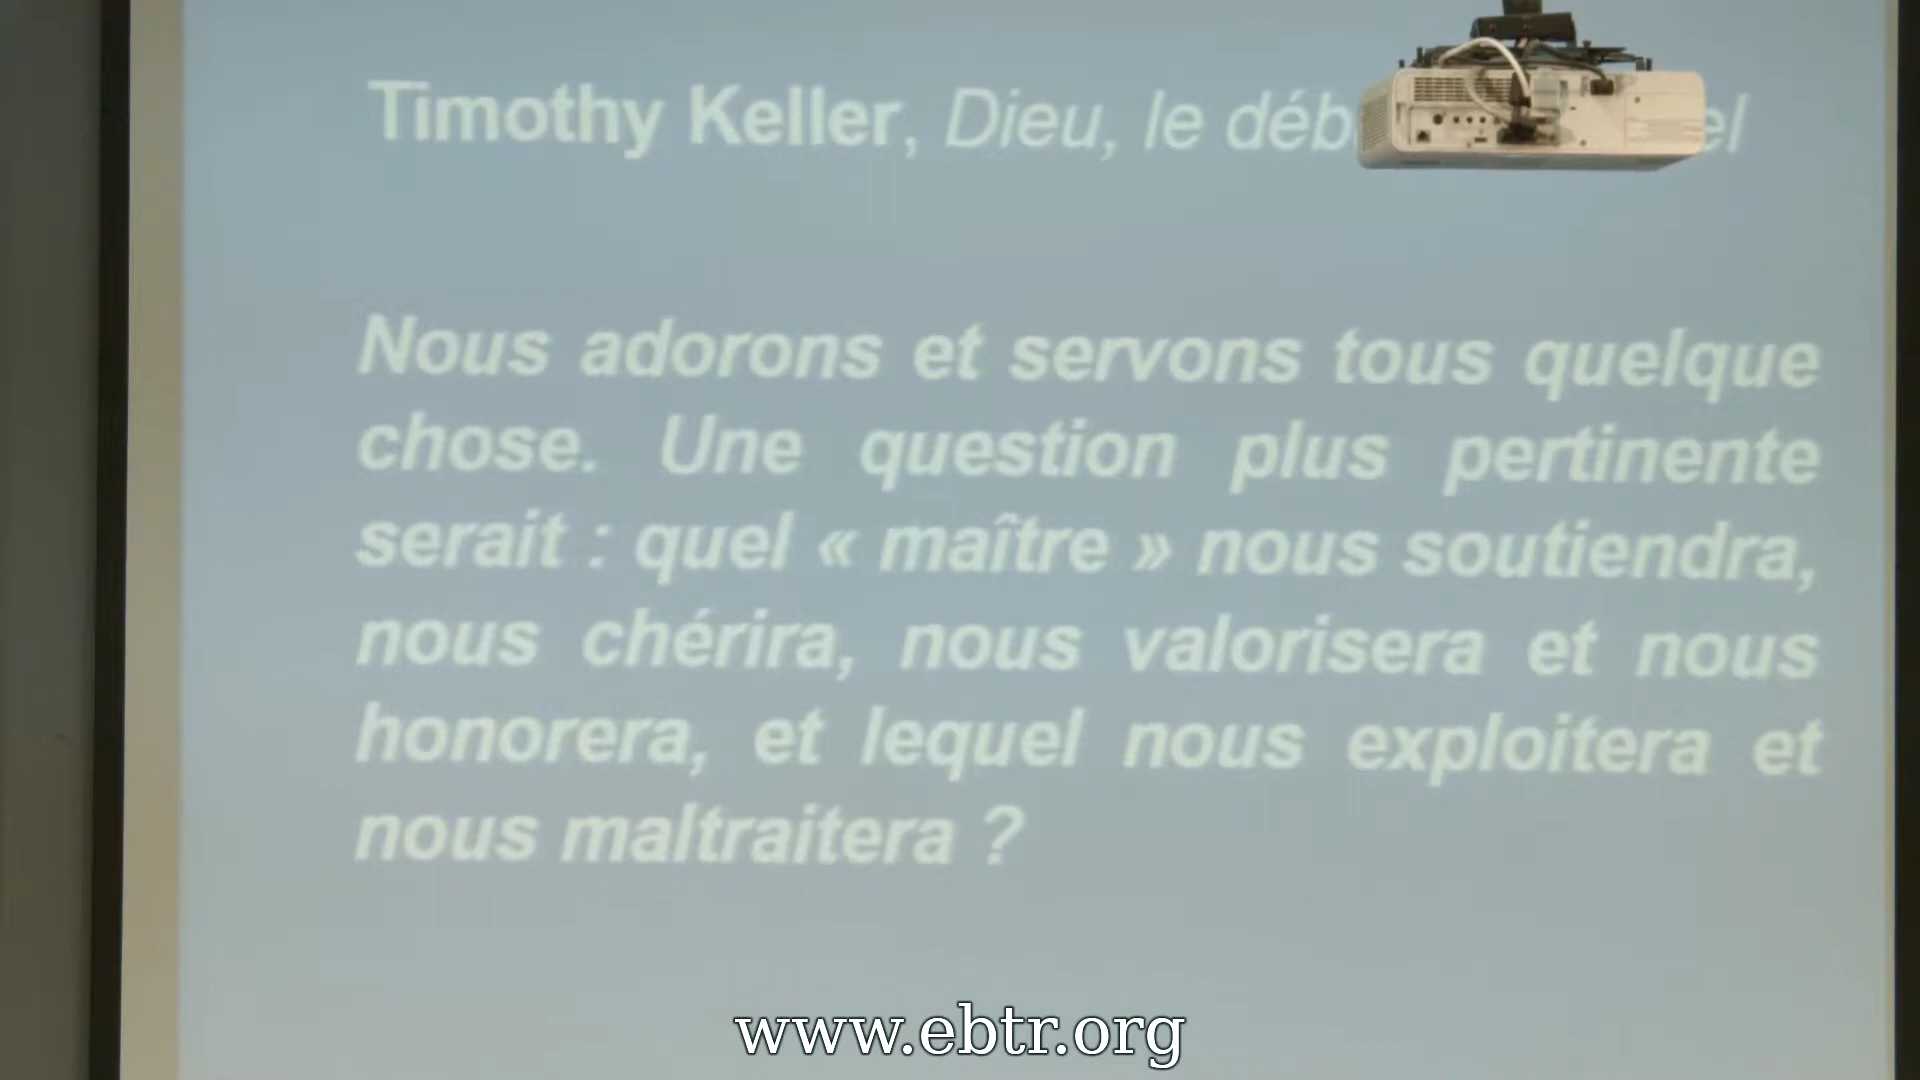 Timothy Keller, Dieu, le
Nous adorons et servons tous quelque
chose. Une question plus pertinente
serait : quel « maître » nous soutiendra,
nous chérira, nous valorisera et nous
honorera, et lequel nous exploitera et
nous maltraitera ?
www.ebtr.org